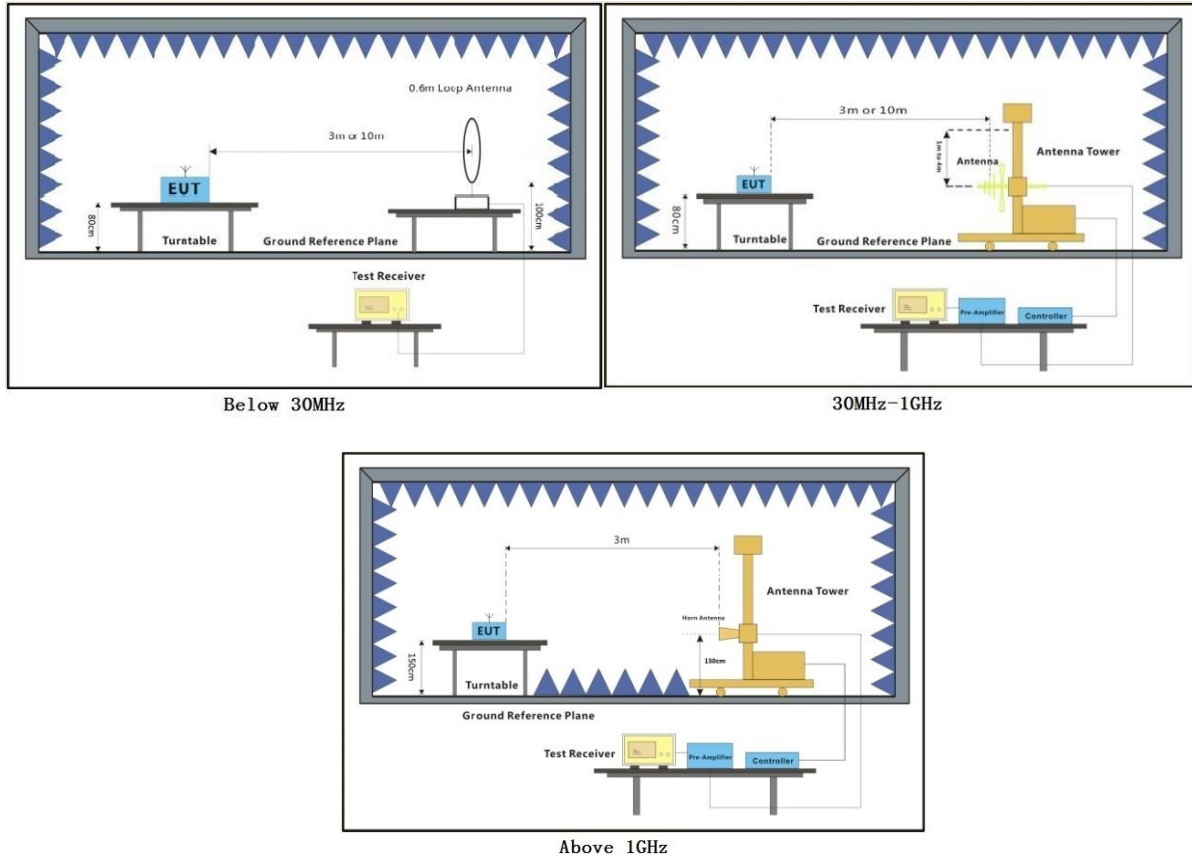 0.6m Loop Antenna
3m or 10m
EUT
80cm
100cm
Turntable
Ground Reference Plane
Test Receiver
Below 30MHz
3m or 10m
1m to 4m
Antenna
Antenna Tower
EUT
80cm
Turntable
Ground Reference Plane
Test Receiver
Pre-Amplifier
Controller
30MHz-1GHz
3m
Antenna Tower
Horn Antenna
EUT
150cm
150cm
Turntable
Ground Reference Plane
Test Receiver
Pre-Amplifier
Controller
Above 1GHz